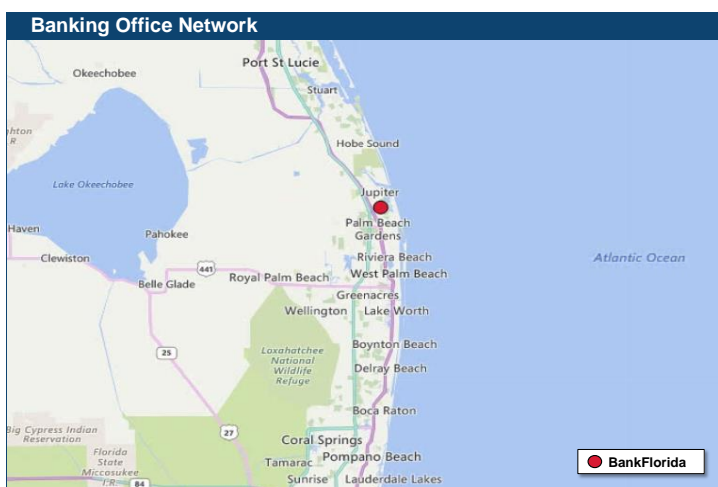 Banking Office Network
Port St Lucie
Okeechobee
Stuart
Hobe Sound
Lake Okeechobee
Jupiter
Palm Beach
Gardens
Haven
Pahokee
Clewiston
Riviera Beach
Atlantic Ocean
441
Royal Palm Beach
West Palm Beach
Belle Glade
Greenacres
Wellington
Lake Worth
Boynton Beach
25
Loxahatchee
National
Wildlife
Refuge
Delray Beach
Boca Raton
Big Cypress Indian
Reservation
27
Coral Springs
Florida
State
Miccosukee
I.R.
84
Pompano Beach
Tamarac
Sunrise
Lauderdale Lakes
BankFlorida